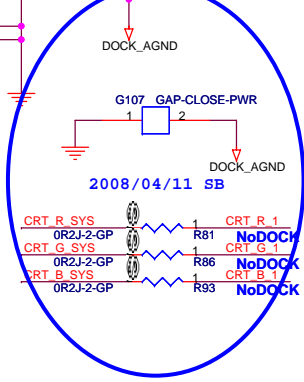 DOCK_AGND
G107 GAP-CLOSE-PWR
1 2
DOCK_AGND
2008/04/11 SB
CRT_R_SYS 1 CRT_R_1
0R2J-2-GP R81 NoDOCK
CRT_G_SYS 1 CRT_G_1
0R2J-2-GP R86 NoDOCK
CRT_B_SYS 1 CRT_B_1
0R2J-2-GP R93 NoDOCK